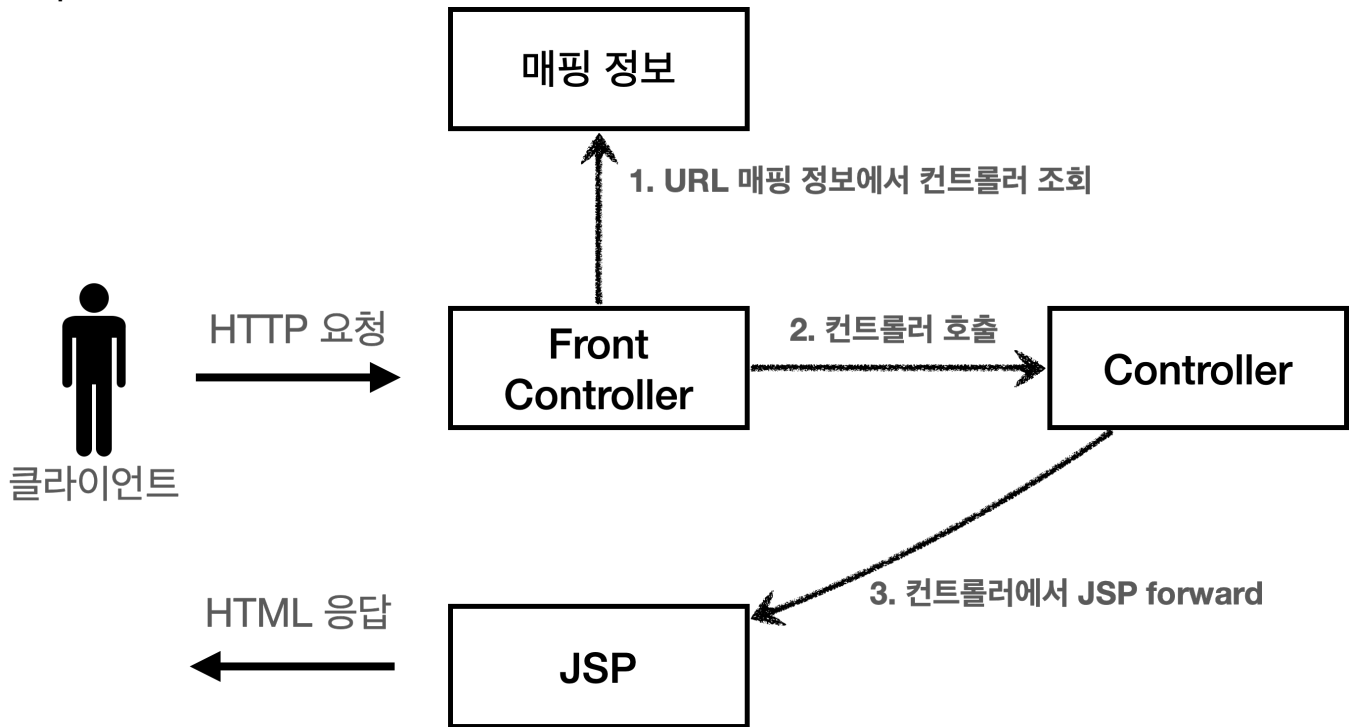 매핑 정보
1. URL 매핑 정보에서 컨트롤러 조회
HTTP 요청
Front
Controller
2. 컨트롤러 호출
Controller
클라이언트
3. 컨트롤러에서 JSP forward
HTML 응답
JSP